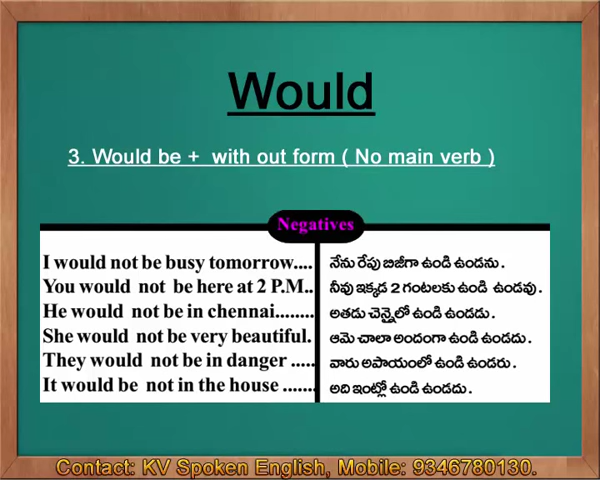 Would
3. Would be + with out form ( No main verb )
Negatives
I would not be busy tomorrow.... నేను రేపు బిజీగా ఉండి ఉండను.
You would not be here at 2 P.M.. నీవు ఇక్కడ 2 గంటలకు ఉండి ఉండవు.
He would not be in chennai........ అతడు చెన్నైలో ఉండి ఉండడు.
She would not be very beautiful. ఆమె చాలా అందంగా ఉండి ఉండదు.
They would not be in danger ..... వారు అపాయంలో ఉండి ఉండరు.
It would be not in the house ....... అది ఇంట్లో ఉండి ఉండదు.
Contact: KV Spoken English, Mobile: 9346780130.